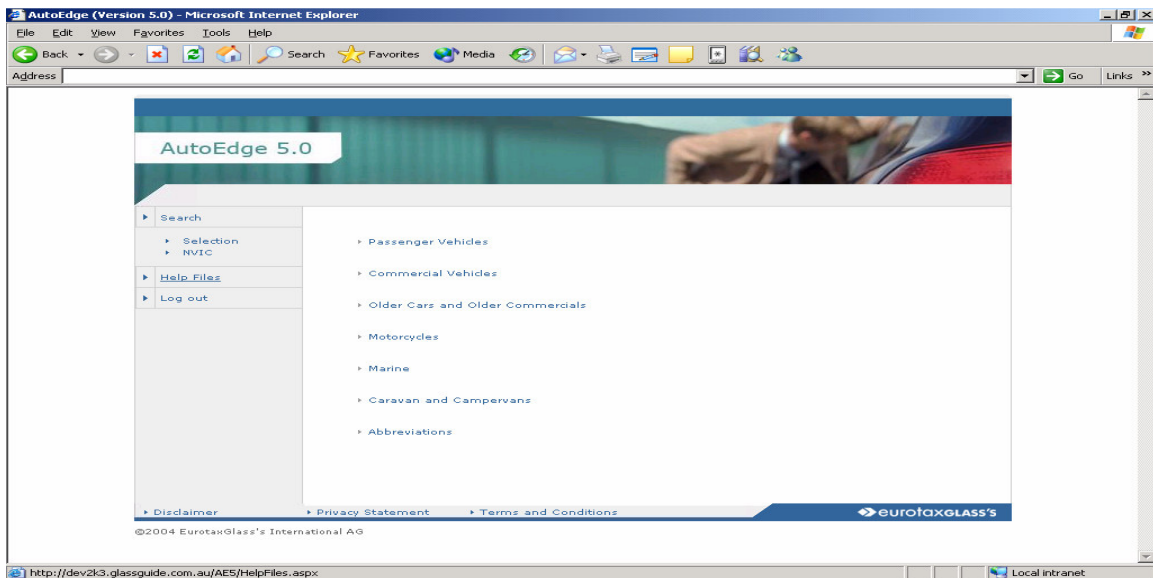 AutoEdge (Version 5.0) - Microsoft Internet Explorer
File Edit View Favorites Tools Help
Back Search Favorites Media
Address Go Links »
AutoEdge 5.0
Search
Selection
NVIC
Help Files
Log out
Passenger Vehicles
Commercial Vehicles
Older Cars and Older Commercials
Motorcycles
Marine
Caravan and Campervans
Abbreviations
Disclaimer Privacy Statement Terms and Conditions eurotaxGLASS'S
©2004 EurotaxGlass's International AG
http://dev2k3.glassguide.com.au/AE5/HelpFiles.aspx Local intranet